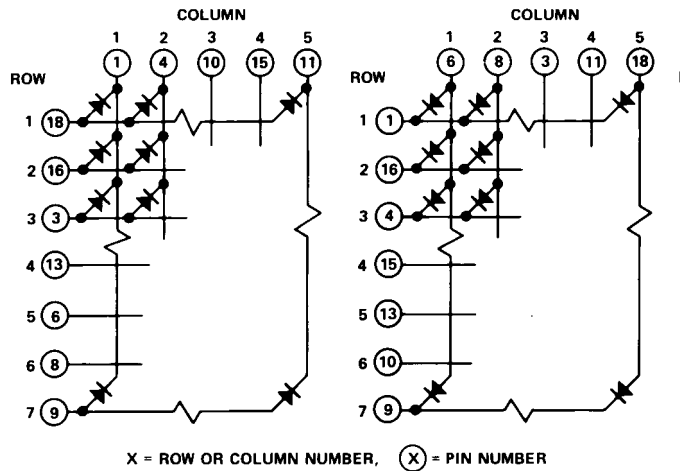 COLUMN COLUMN
1 2 3 4 5 1 2 3 4 5
ROW 1 4 10 15 11 ROW 6 8 3 11 18
1 18 1 1
2 16 2 16
3 3 3 4
4 13 4 15
5 6 5 13
6 8 6 10
7 9 7 9
X = ROW OR COLUMN NUMBER, X = PIN NUMBER